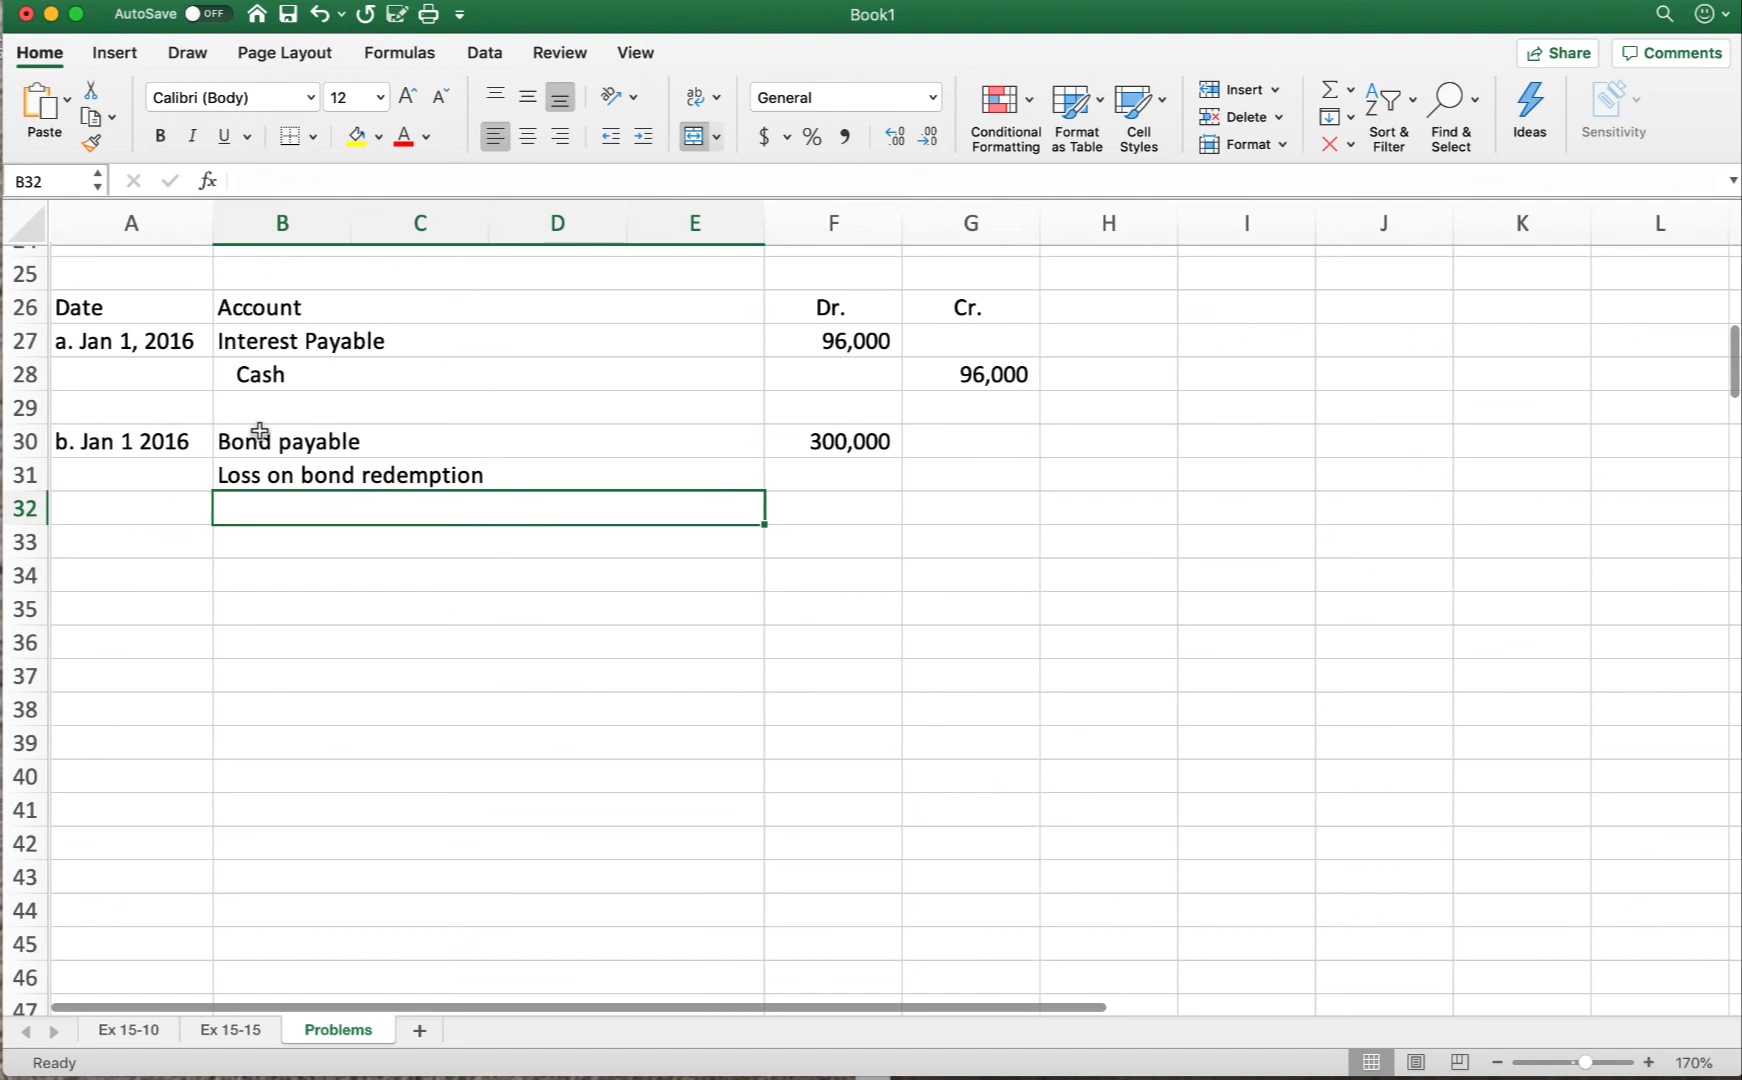 AutoSave OFF Book1
Home Insert Draw Page Layout Formulas Data Review View Share Comments
Paste Calibri (Body) 12 General Conditional Formatting Format as Table Cell Styles Insert Delete Format Sort & Filter Find & Select Ideas Sensitivity
B32 fx
A B C D E F G H I J K L
25
26 Date Account Dr. Cr.
27 a. Jan 1, 2016 Interest Payable 96,000
28 Cash 96,000
29
30 b. Jan 1 2016 Bond payable 300,000
31 Loss on bond redemption
32
33
34
35
36
37
38
39
40
41
42
43
44
45
46
47
Ex 15-10 Ex 15-15 Problems +
Ready 170%